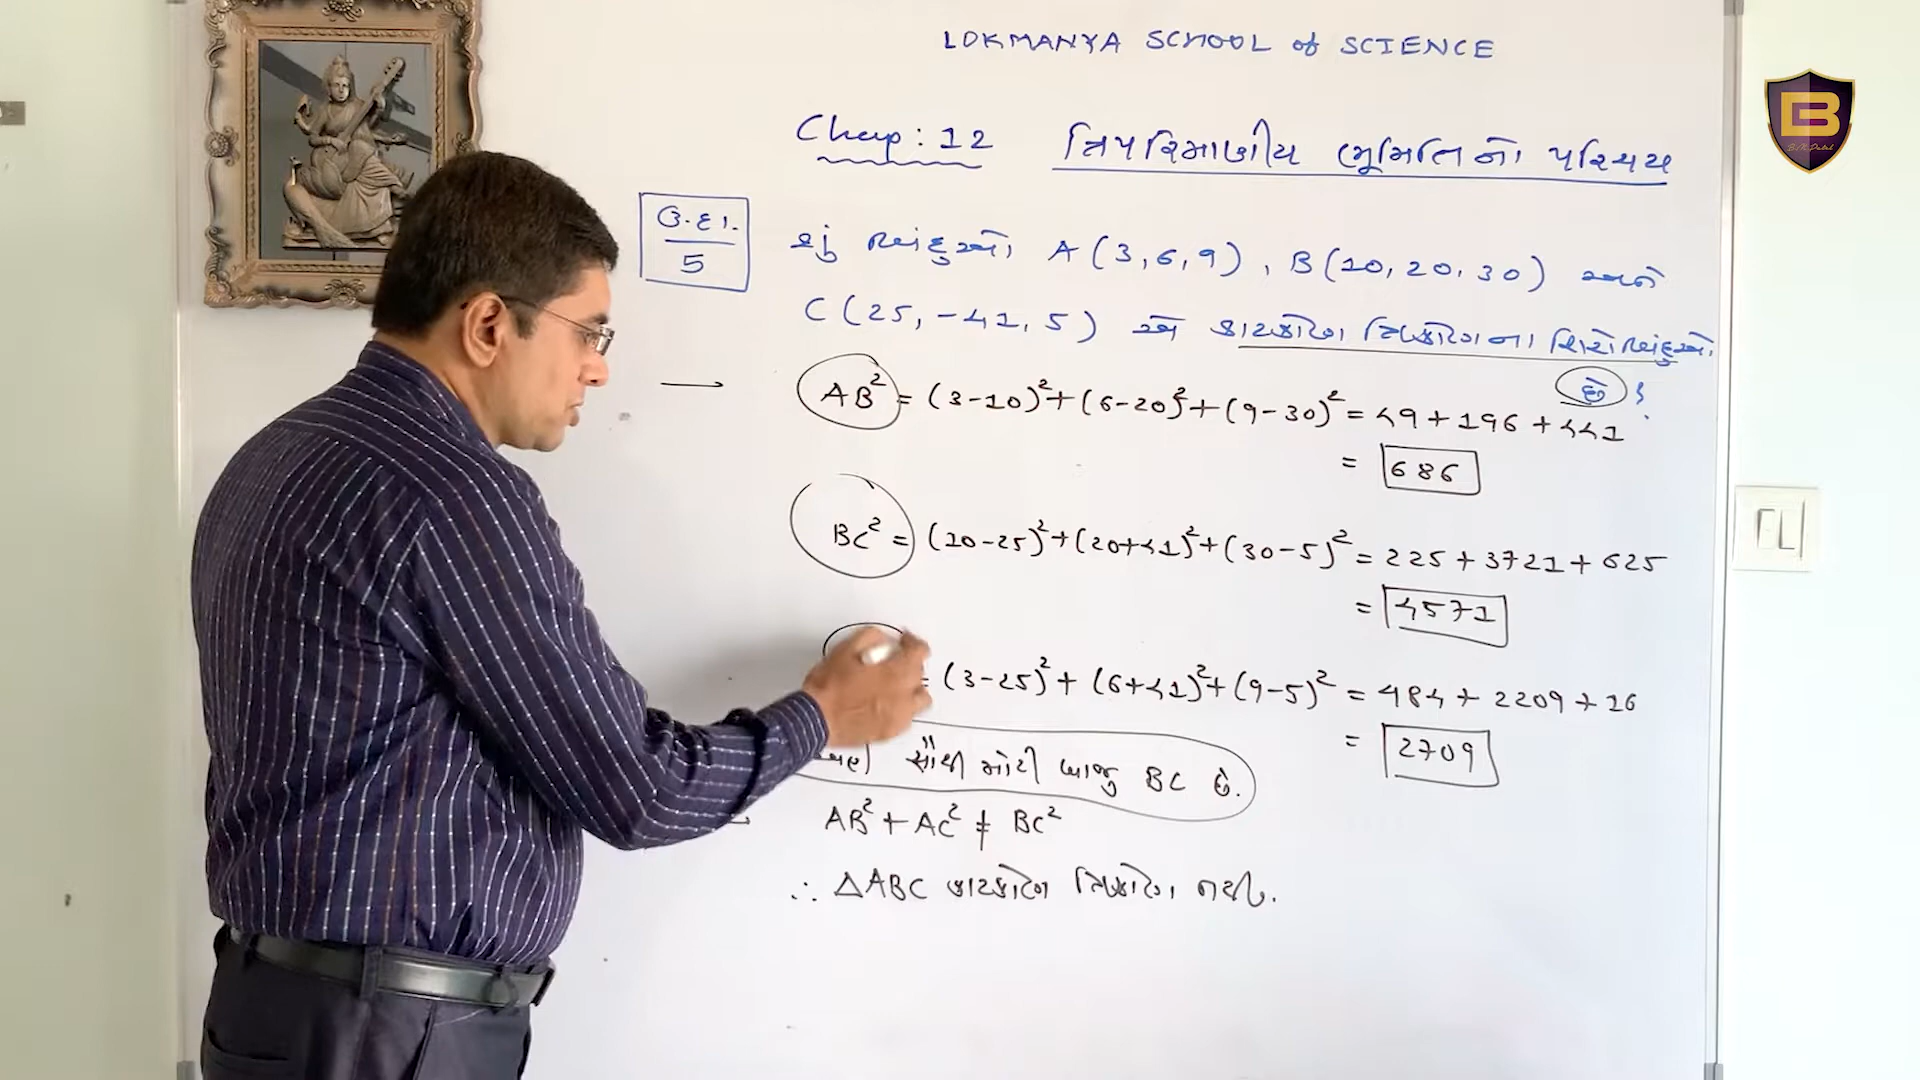 LOKMANYA SCHOOL of SCIENCE
Chap : 12 ત્રિપરિમાણીય ભૂમિતિનો પરિચય
ઉ.દા. 5
શું બિંદુઓ A (3, 6, 9) , B (10, 20, 30) અને
C (25, -41, 5) એ કાટકોણ ત્રિકોણના શિરોબિંદુઓ
છે ?
→ AB² = (3-10)² + (6-20)² + (9-30)² = 49 + 196 + 441
= 686
BC² = (10-25)² + (20+41)² + (30-5)² = 225 + 3721 + 625
= 4571
= (3-25)² + (6+41)² + (9-5)² = 484 + 2209 + 16
= 2709
સૌથી મોટી બાજુ BC છે.
AB² + AC² ≠ BC²
∴ △ABC કાટકોણ ત્રિકોણ નથી.
B